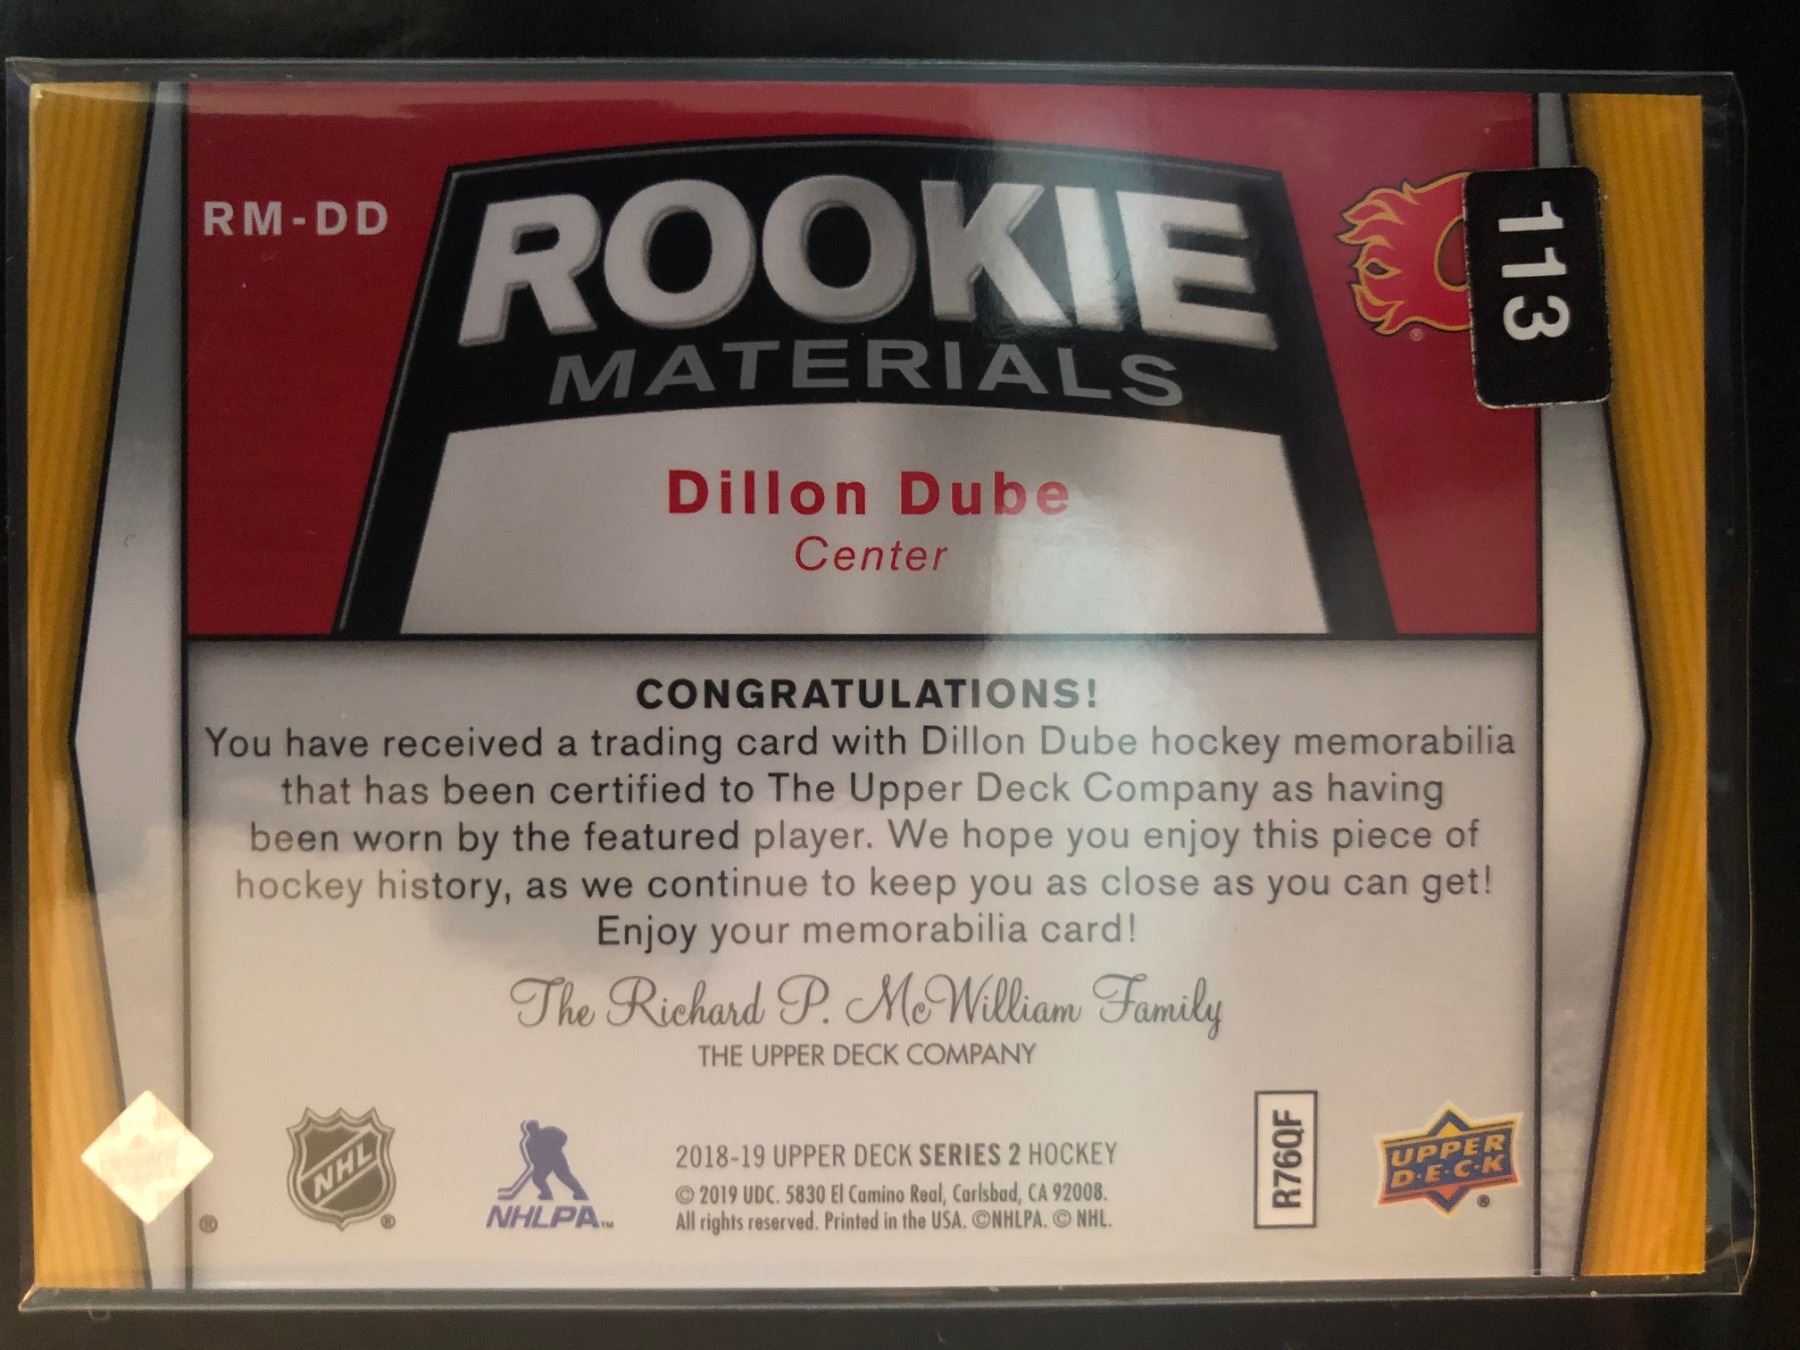 RM-DD
ROOKIE
MATERIALS
113
Dillon Dube
Center
CONGRATULATIONS!
You have received a trading card with Dillon Dube hockey memorabilia
that has been certified to The Upper Deck Company as having
been worn by the featured player. We hope you enjoy this piece of
hockey history, as we continue to keep you as close as you can get!
Enjoy your memorabilia card!
The Richard P. McWilliam Family
THE UPPER DECK COMPANY
NHL
®
®
NHLPA™
2018-19 UPPER DECK SERIES 2 HOCKEY
© 2019 UDC. 5830 El Camino Real, Carlsbad, CA 92008.
All rights reserved. Printed in the USA. ©NHLPA. © NHL.
R76QF
UPPER
D·E·C·K
®